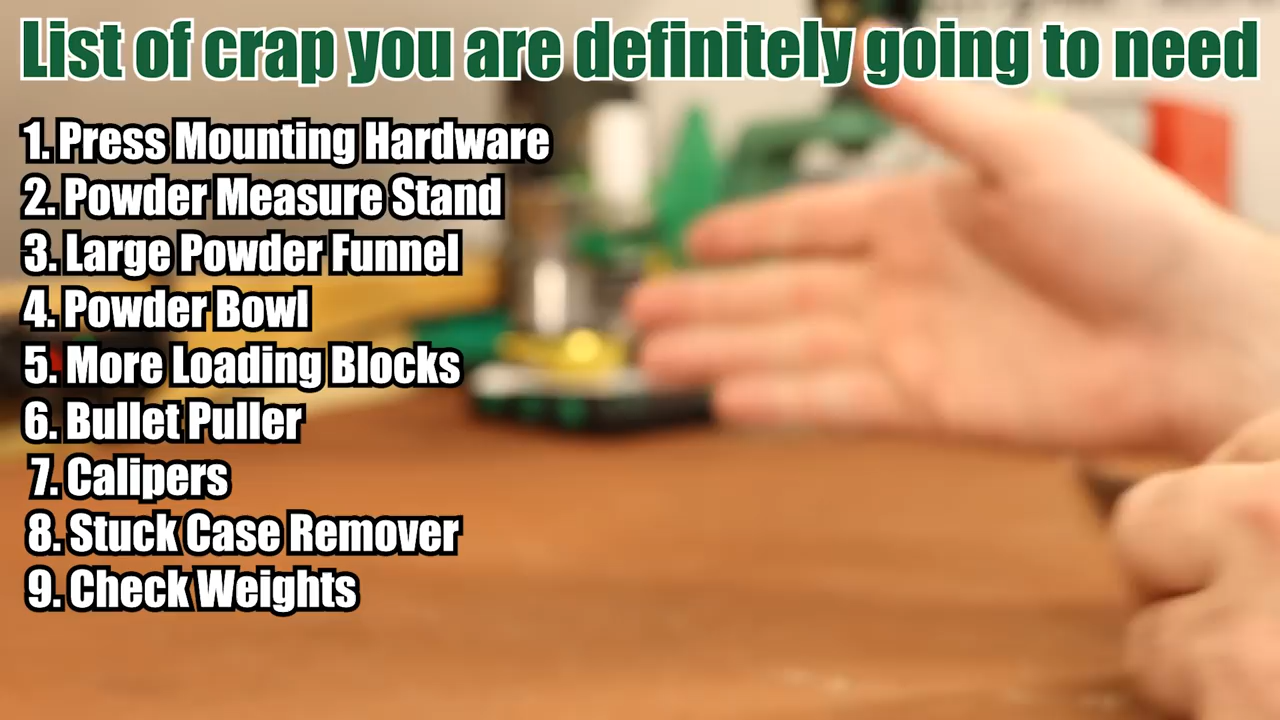 List of crap you are definitely going to need
1. Press Mounting Hardware
2. Powder Measure Stand
3. Large Powder Funnel
4. Powder Bowl
5. More Loading Blocks
6. Bullet Puller
7. Calipers
8. Stuck Case Remover
9. Check Weights